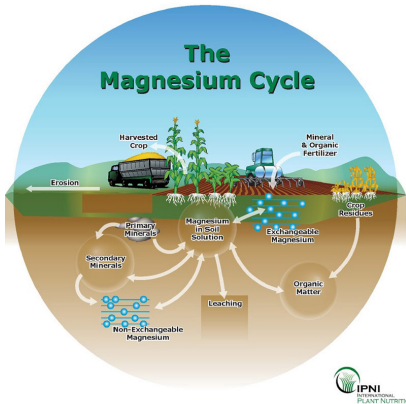 The
Magnesium Cycle
Harvested
Crop
Mineral
& Organic
Fertilizer
Erosion
Crop
Residues
Primary
Minerals
Magnesium
in Soil
Solution
Exchangeable
Magnesium
Secondary
Minerals
Organic
Matter
Leaching
Non-Exchangeable
Magnesium
IPNI
INTERNATIONAL
PLANT NUTRITI